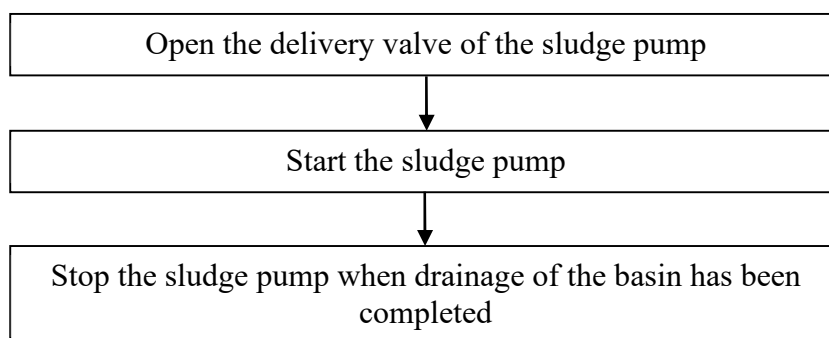 Open the delivery valve of the sludge pump
Start the sludge pump
Stop the sludge pump when drainage of the basin has been
completed